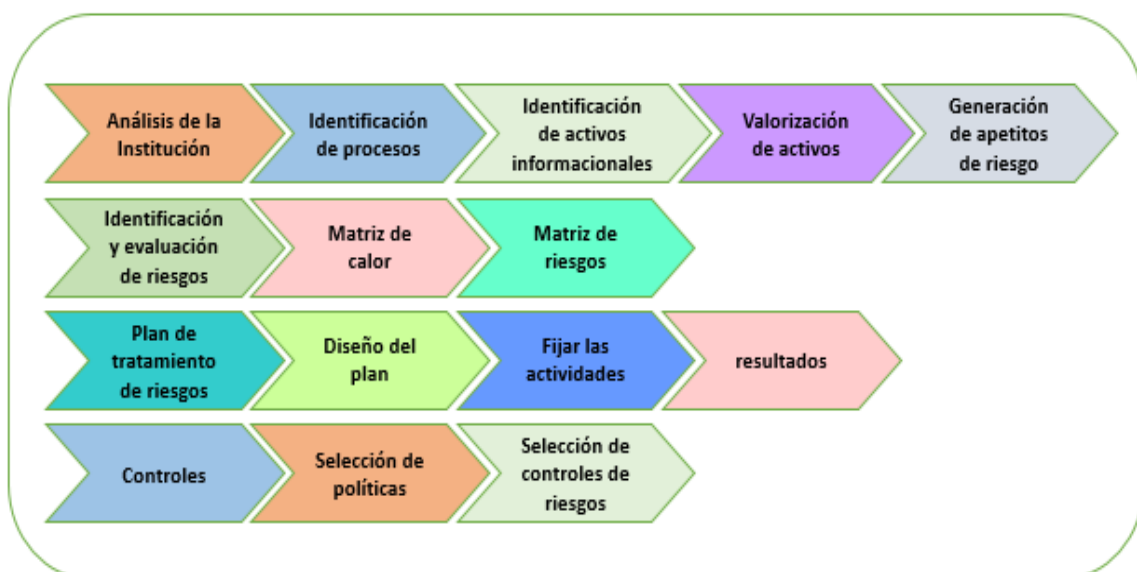 Análisis de la
Institución
Identificación
de procesos
Identificación
de activos
informacionales
Valorización
de activos
Generación
de apetitos
de riesgo
Identificación
y evaluación
de riesgos
Matriz de
calor
Matriz de
riesgos
Plan de
tratamiento
de riesgos
Diseño del
plan
Fijar las
actividades
resultados
Controles
Selección de
políticas
Selección de
controles de
riesgos